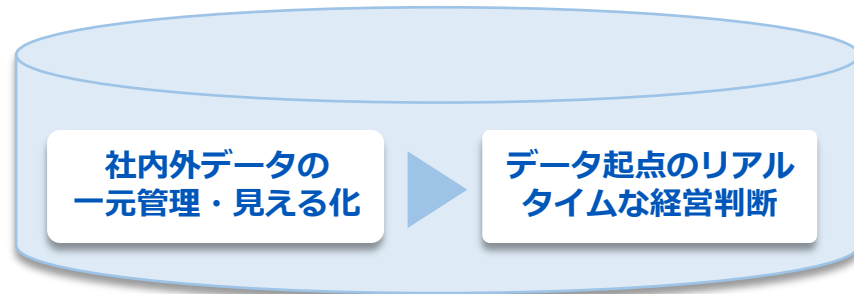 社内外データの
一元管理・見える化
データ起点のリアル
タイムな経営判断